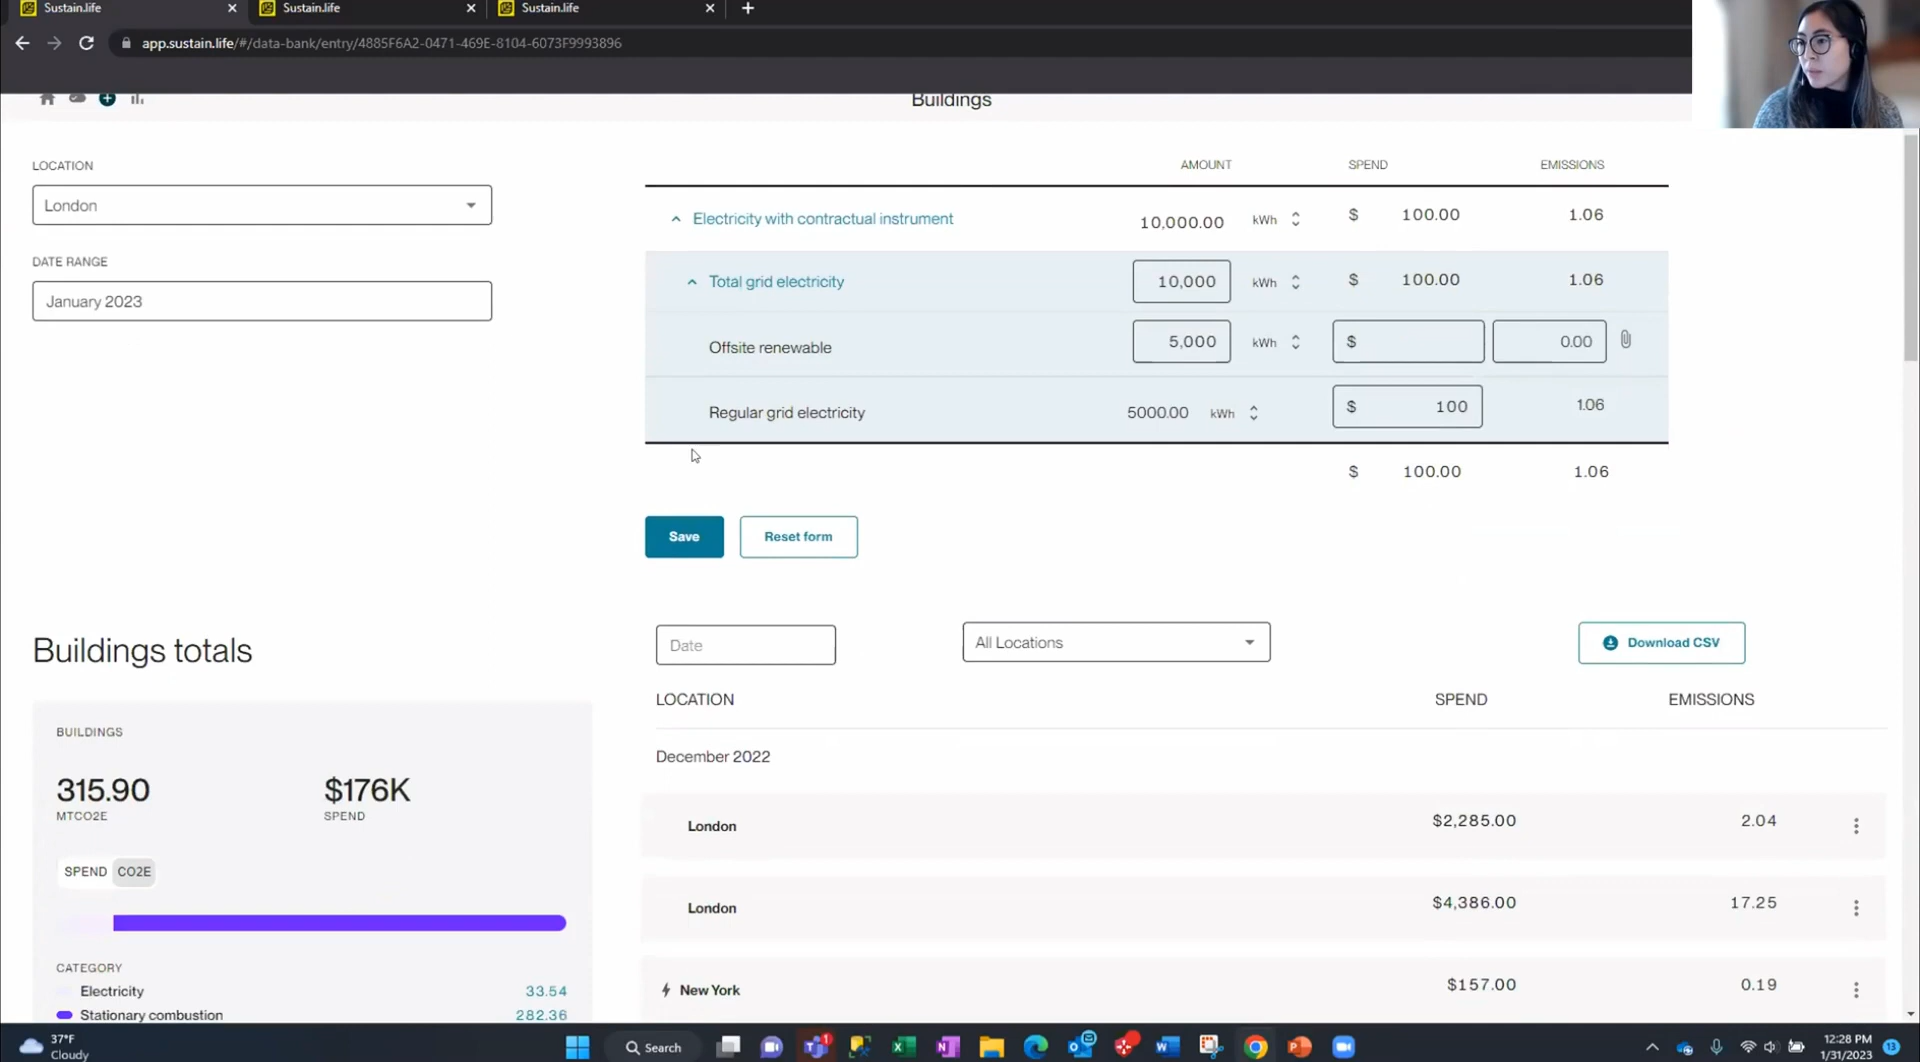 Sustain.life
Sustain.life
Sustain.life
app.sustain.life/#/data-bank/entry/4885F6A2-0471-469E-8104-6073F9993896
Buildings
LOCATION
London
DATE RANGE
January 2023
AMOUNT SPEND EMISSIONS
Electricity with contractual instrument 10,000.00 kWh $ 100.00 1.06
Total grid electricity 10,000 kWh $ 100.00 1.06
Offsite renewable 5,000 kWh $ 0.00
Regular grid electricity 5000.00 kWh $ 100 1.06
$ 100.00 1.06
Save Reset form
Buildings totals
BUILDINGS
315.90 $176K
MTCO2E SPEND
SPEND CO2E
CATEGORY
Electricity 33.54
Stationary combustion 282.36
Date All Locations Download CSV
LOCATION SPEND EMISSIONS
December 2022
London $2,285.00 2.04
London $4,386.00 17.25
New York $157.00 0.19
37°F
Cloudy
Search
1
12:28 PM
1/31/2023
13